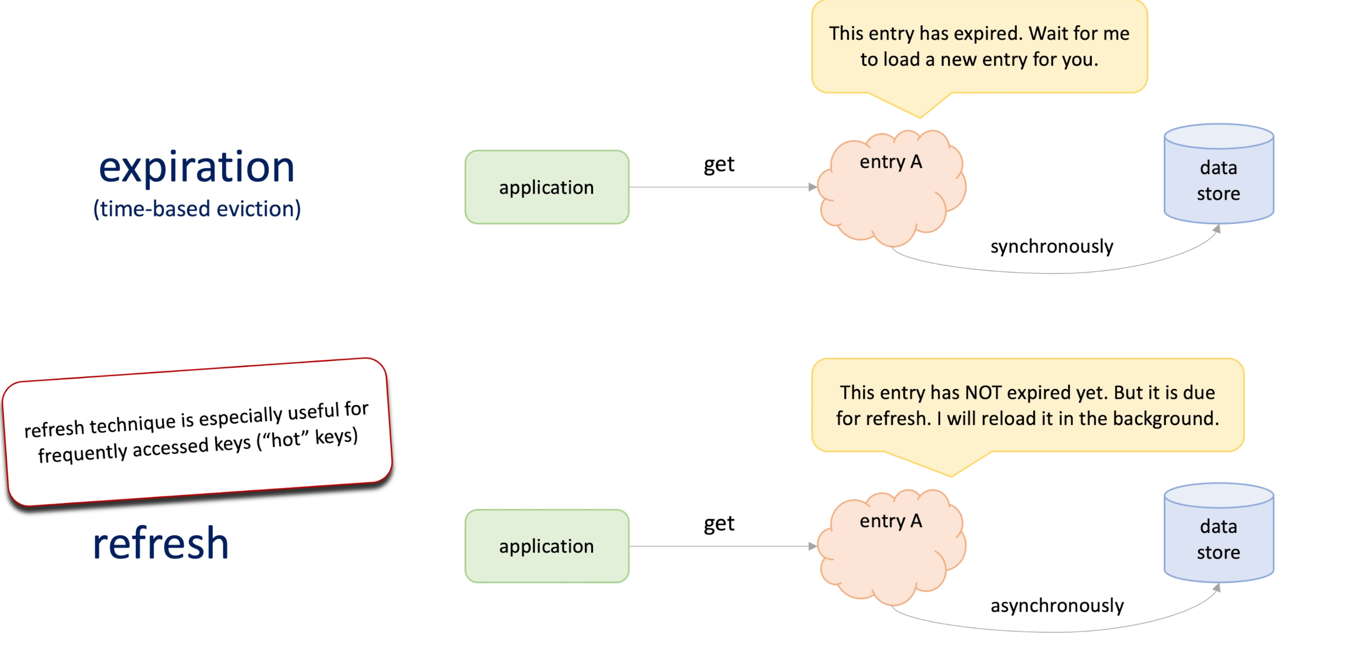 This entry has expired. Wait for me
to load a new entry for you.
expiration
(time-based eviction)
application
get
entry A
data
store
synchronously
refresh technique is especially useful for
frequently accessed keys (“hot” keys)
This entry has NOT expired yet. But it is due
for refresh. I will reload it in the background.
refresh
application
get
entry A
data
store
asynchronously